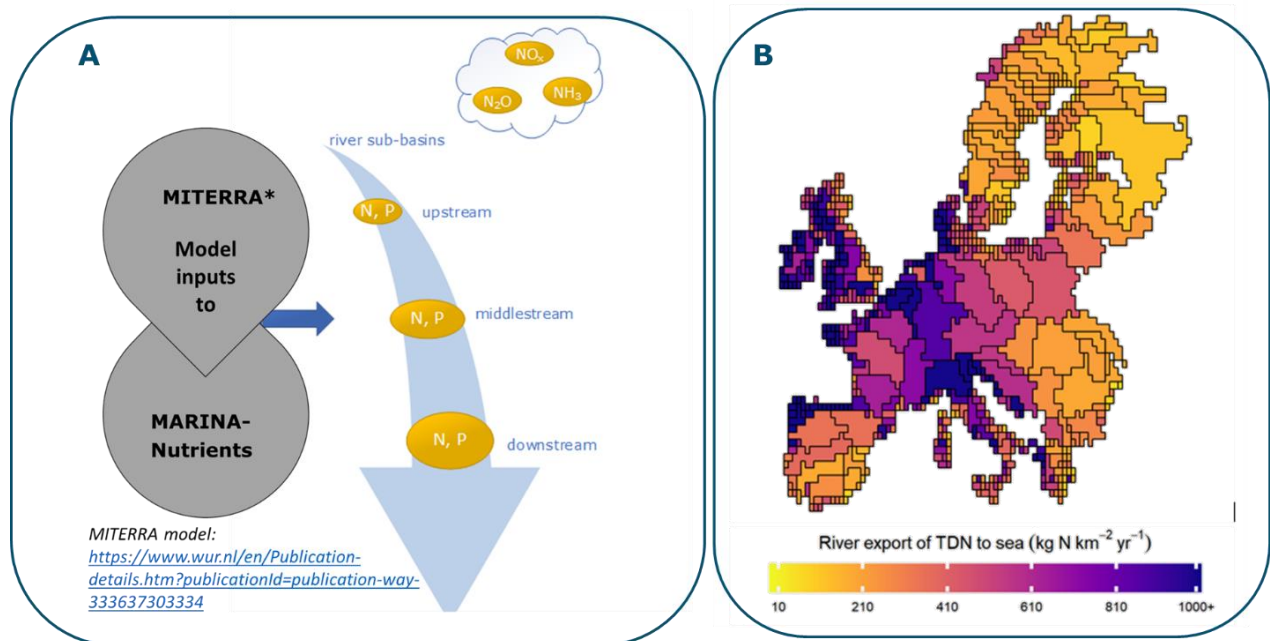 A
NOₓ
N₂O
NH₃
river sub-basins
MITERRA*
Model
inputs
to
MARINA-
Nutrients
N, P
upstream
N, P
middlestream
N, P
downstream
MITERRA model:
https://www.wur.nl/en/Publication-
details.htm?publicationId=publication-way-
333637303334
B
River export of TDN to sea (kg N km⁻² yr⁻¹)
10 210 410 610 810 1000+